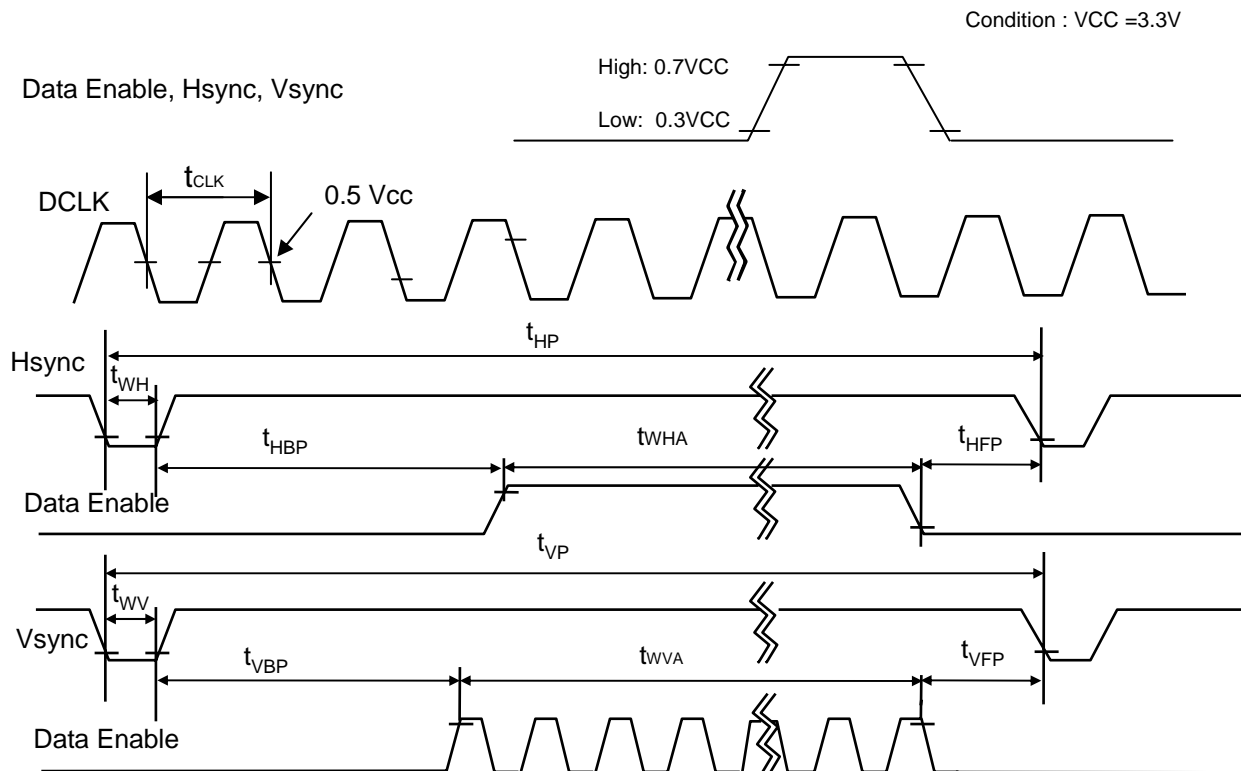 Condition : VCC =3.3V
High: 0.7VCC
Data Enable, Hsync, Vsync
Low: 0.3VCC
tCLK
0.5 Vcc
DCLK
tHP
Hsync
tWH
tHBP
tWHA
tHFP
Data Enable
tVP
tWV
Vsync
tVBP
tWVA
tVFP
Data Enable